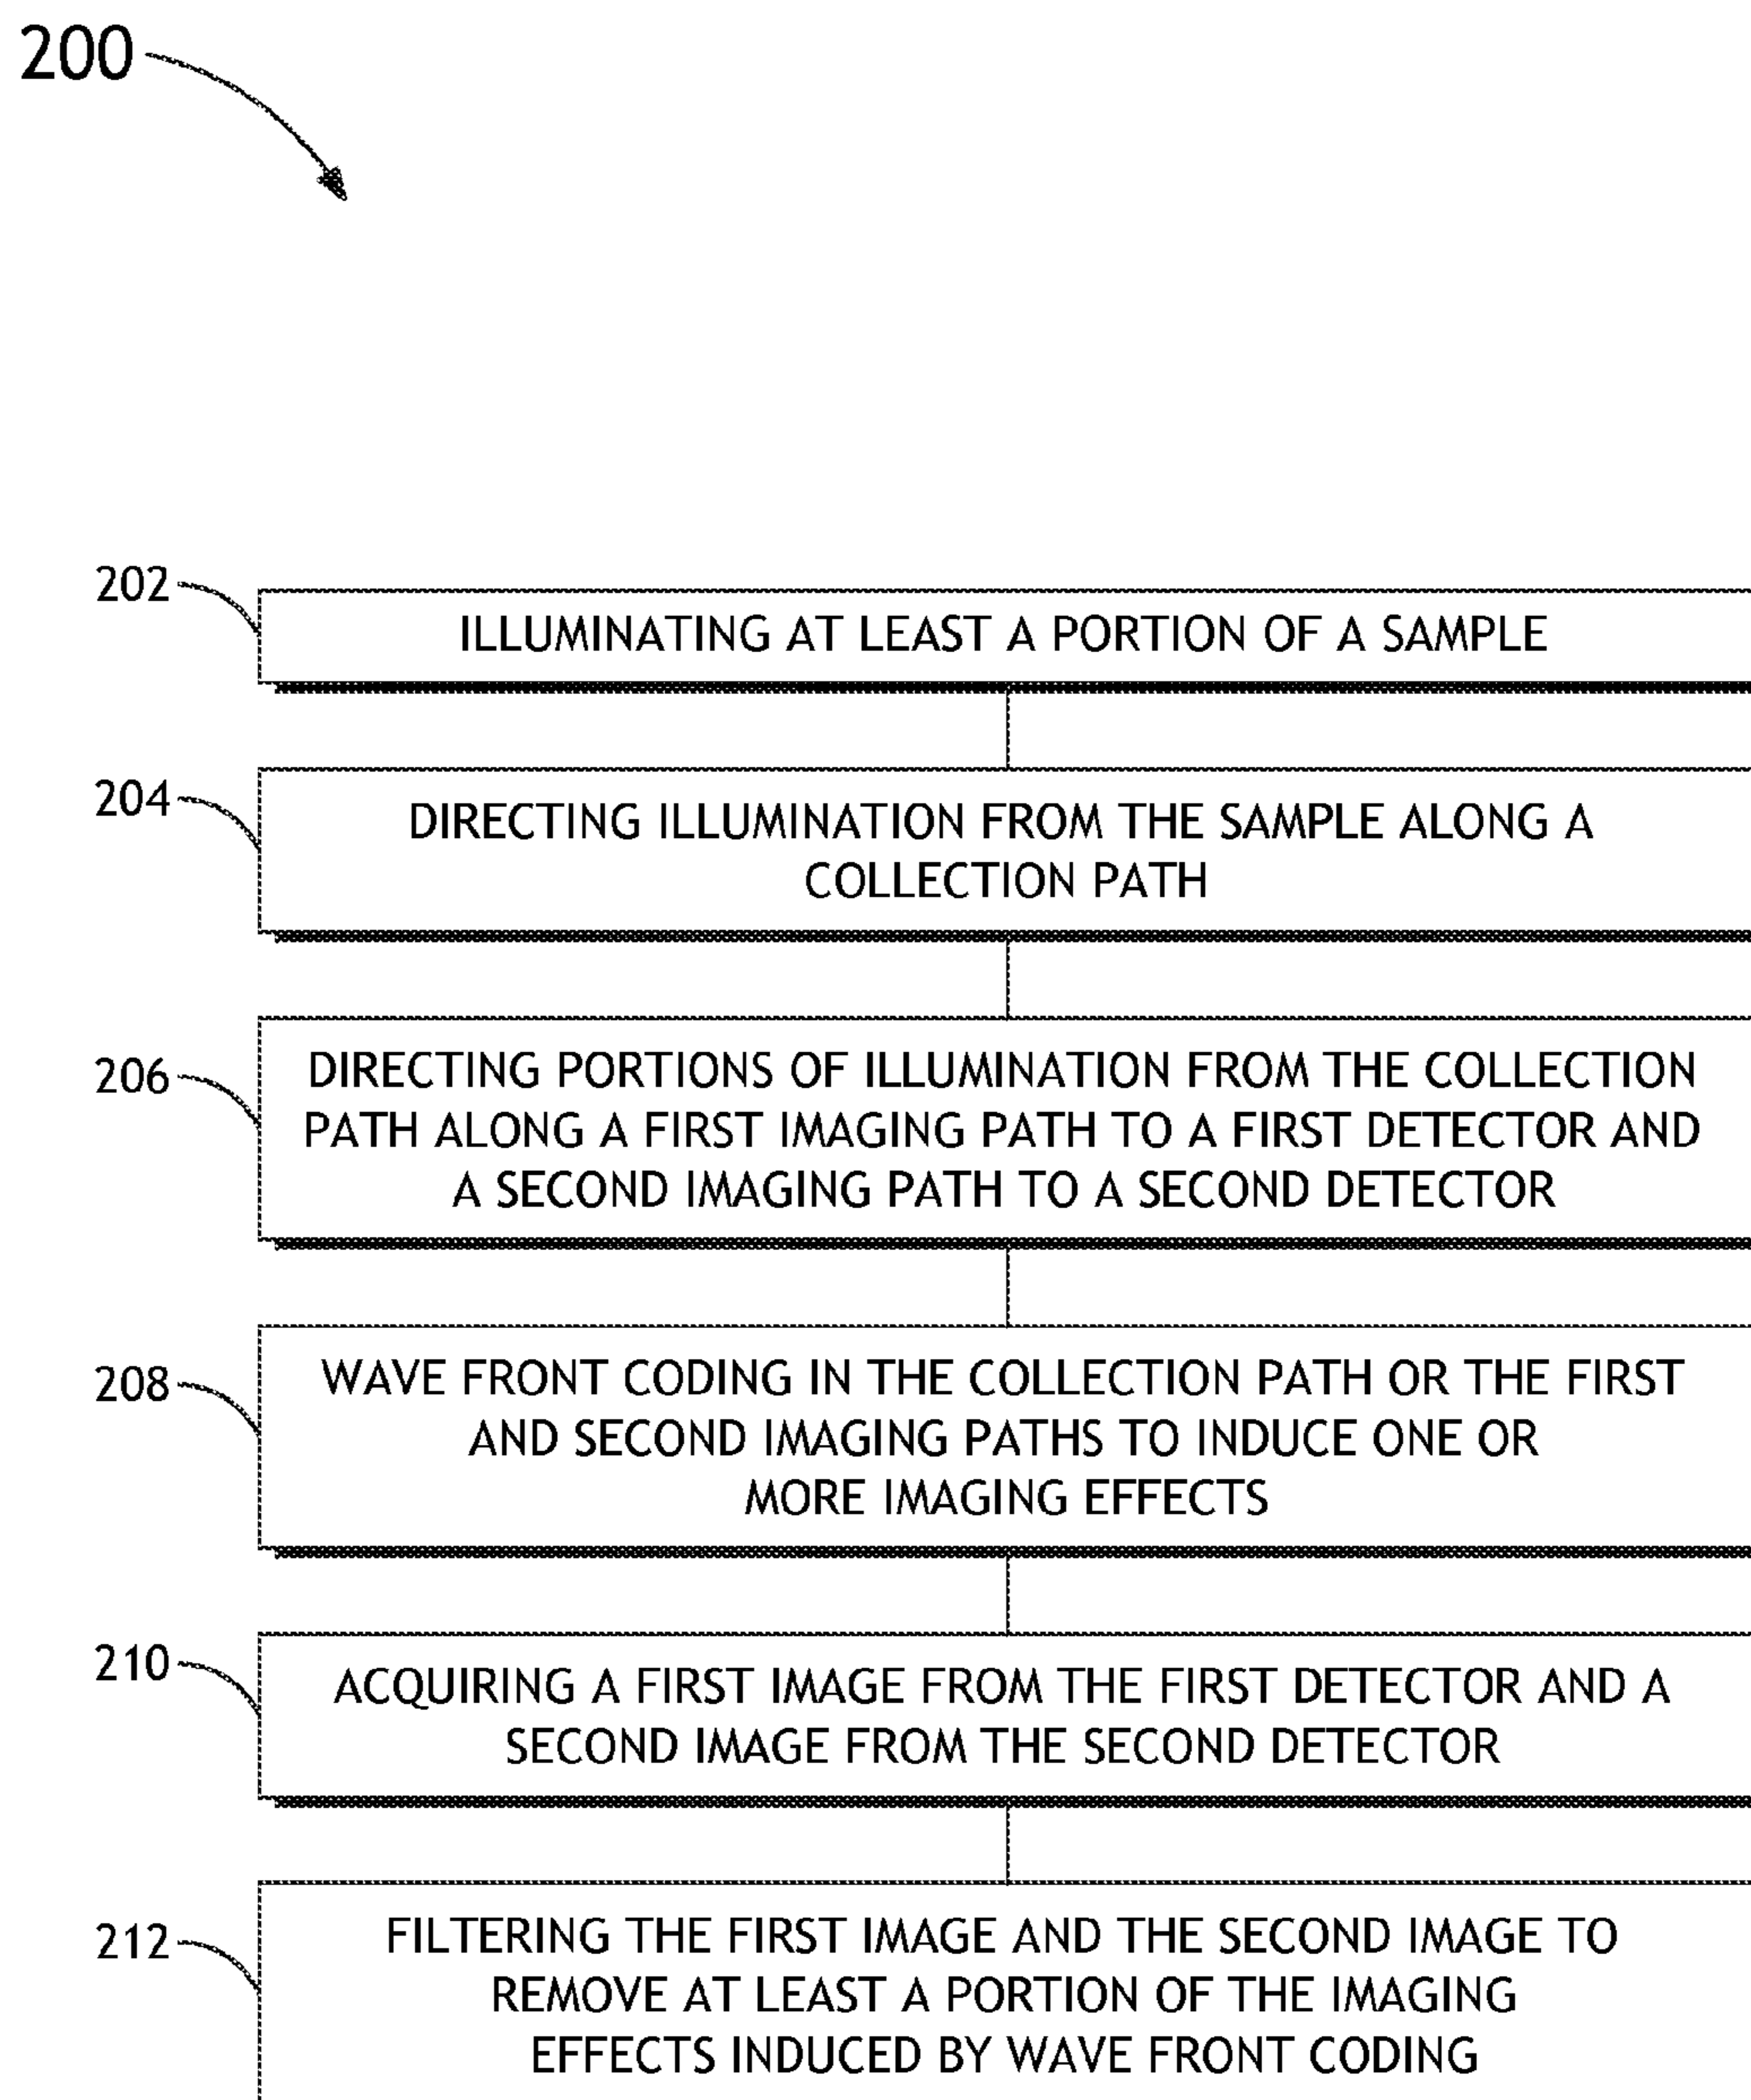 200
202
ILLUMINATING AT LEAST A PORTION OF A SAMPLE
204
DIRECTING ILLUMINATION FROM THE SAMPLE ALONG A
COLLECTION PATH
206
DIRECTING PORTIONS OF ILLUMINATION FROM THE COLLECTION
PATH ALONG A FIRST IMAGING PATH TO A FIRST DETECTOR AND
A SECOND IMAGING PATH TO A SECOND DETECTOR
208
WAVE FRONT CODING IN THE COLLECTION PATH OR THE FIRST
AND SECOND IMAGING PATHS TO INDUCE ONE OR
MORE IMAGING EFFECTS
210
ACQUIRING A FIRST IMAGE FROM THE FIRST DETECTOR AND A
SECOND IMAGE FROM THE SECOND DETECTOR
212
FILTERING THE FIRST IMAGE AND THE SECOND IMAGE TO
REMOVE AT LEAST A PORTION OF THE IMAGING
EFFECTS INDUCED BY WAVE FRONT CODING